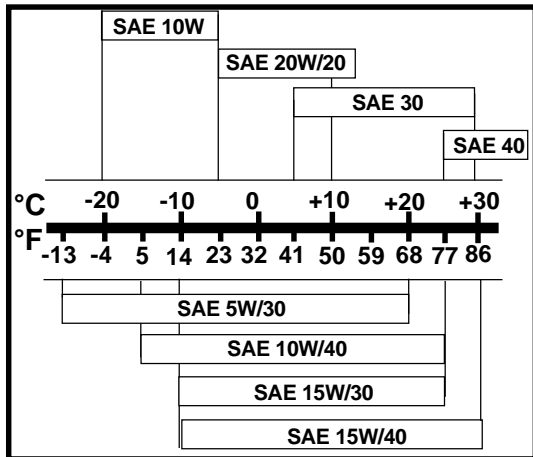 SAE 10W
SAE 20W/20
SAE 30
SAE 40
°C -20 -10 0 +10 +20 +30
°F -13 -4 5 14 23 32 41 50 59 68 77 86
SAE 5W/30
SAE 10W/40
SAE 15W/30
SAE 15W/40